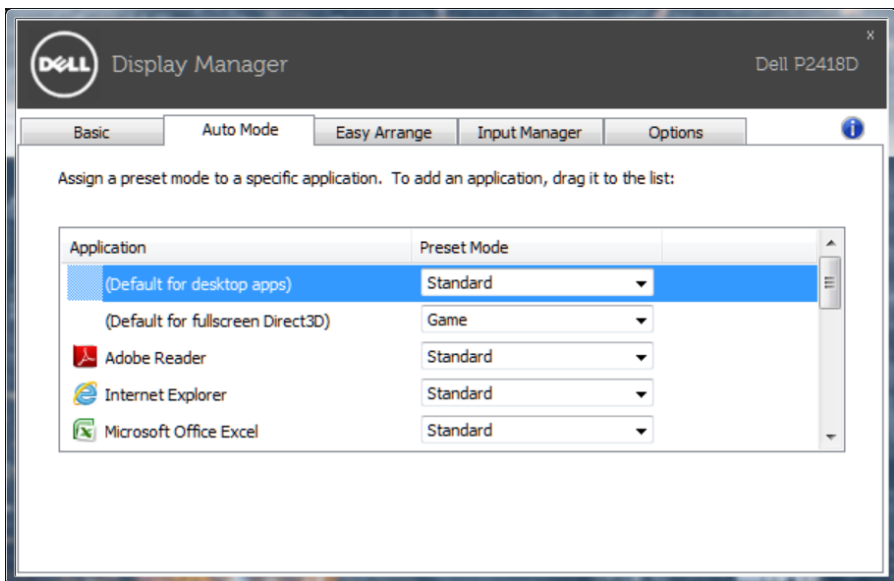 x
DELL Display Manager Dell P2418D
Basic Auto Mode Easy Arrange Input Manager Options
Assign a preset mode to a specific application. To add an application, drag it to the list:
Application Preset Mode
(Default for desktop apps) Standard
(Default for fullscreen Direct3D) Game
Adobe Reader Standard
Internet Explorer Standard
Microsoft Office Excel Standard